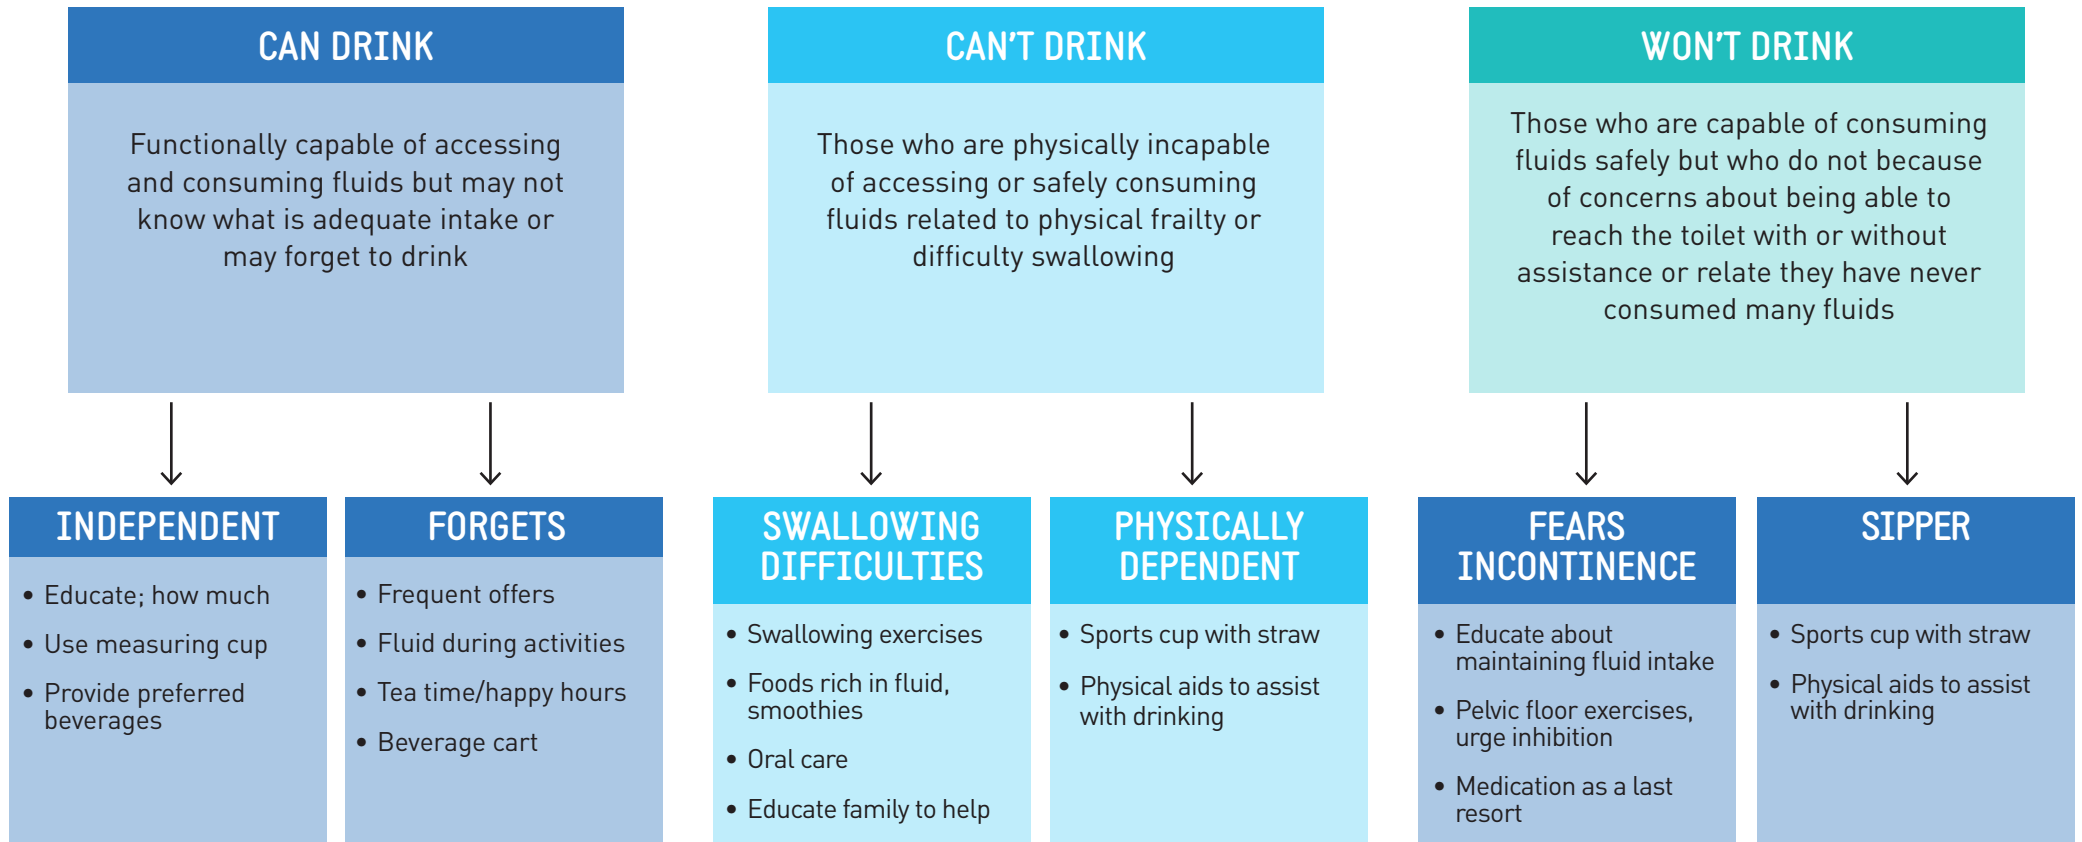 CAN DRINK
Functionally capable of accessing
and consuming fluids but may not
know what is adequate intake or
may forget to drink
CAN'T DRINK
Those who are physically incapable
of accessing or safely consuming
fluids related to physical frailty or
difficulty swallowing
WON'T DRINK
Those who are capable of consuming
fluids safely but who do not because
of concerns about being able to
reach the toilet with or without
assistance or relate they have never
consumed many fluids
INDEPENDENT
• Educate; how much
• Use measuring cup
• Provide preferred
beverages
FORGETS
• Frequent offers
• Fluid during activities
• Tea time/happy hours
• Beverage cart
SWALLOWING
DIFFICULTIES
• Swallowing exercises
• Foods rich in fluid,
smoothies
• Oral care
• Educate family to help
PHYSICALLY
DEPENDENT
• Sports cup with straw
• Physical aids to assist
with drinking
FEARS
INCONTINENCE
• Educate about
maintaining fluid intake
• Pelvic floor exercises,
urge inhibition
• Medication as a last
resort
SIPPER
• Sports cup with straw
• Physical aids to assist
with drinking